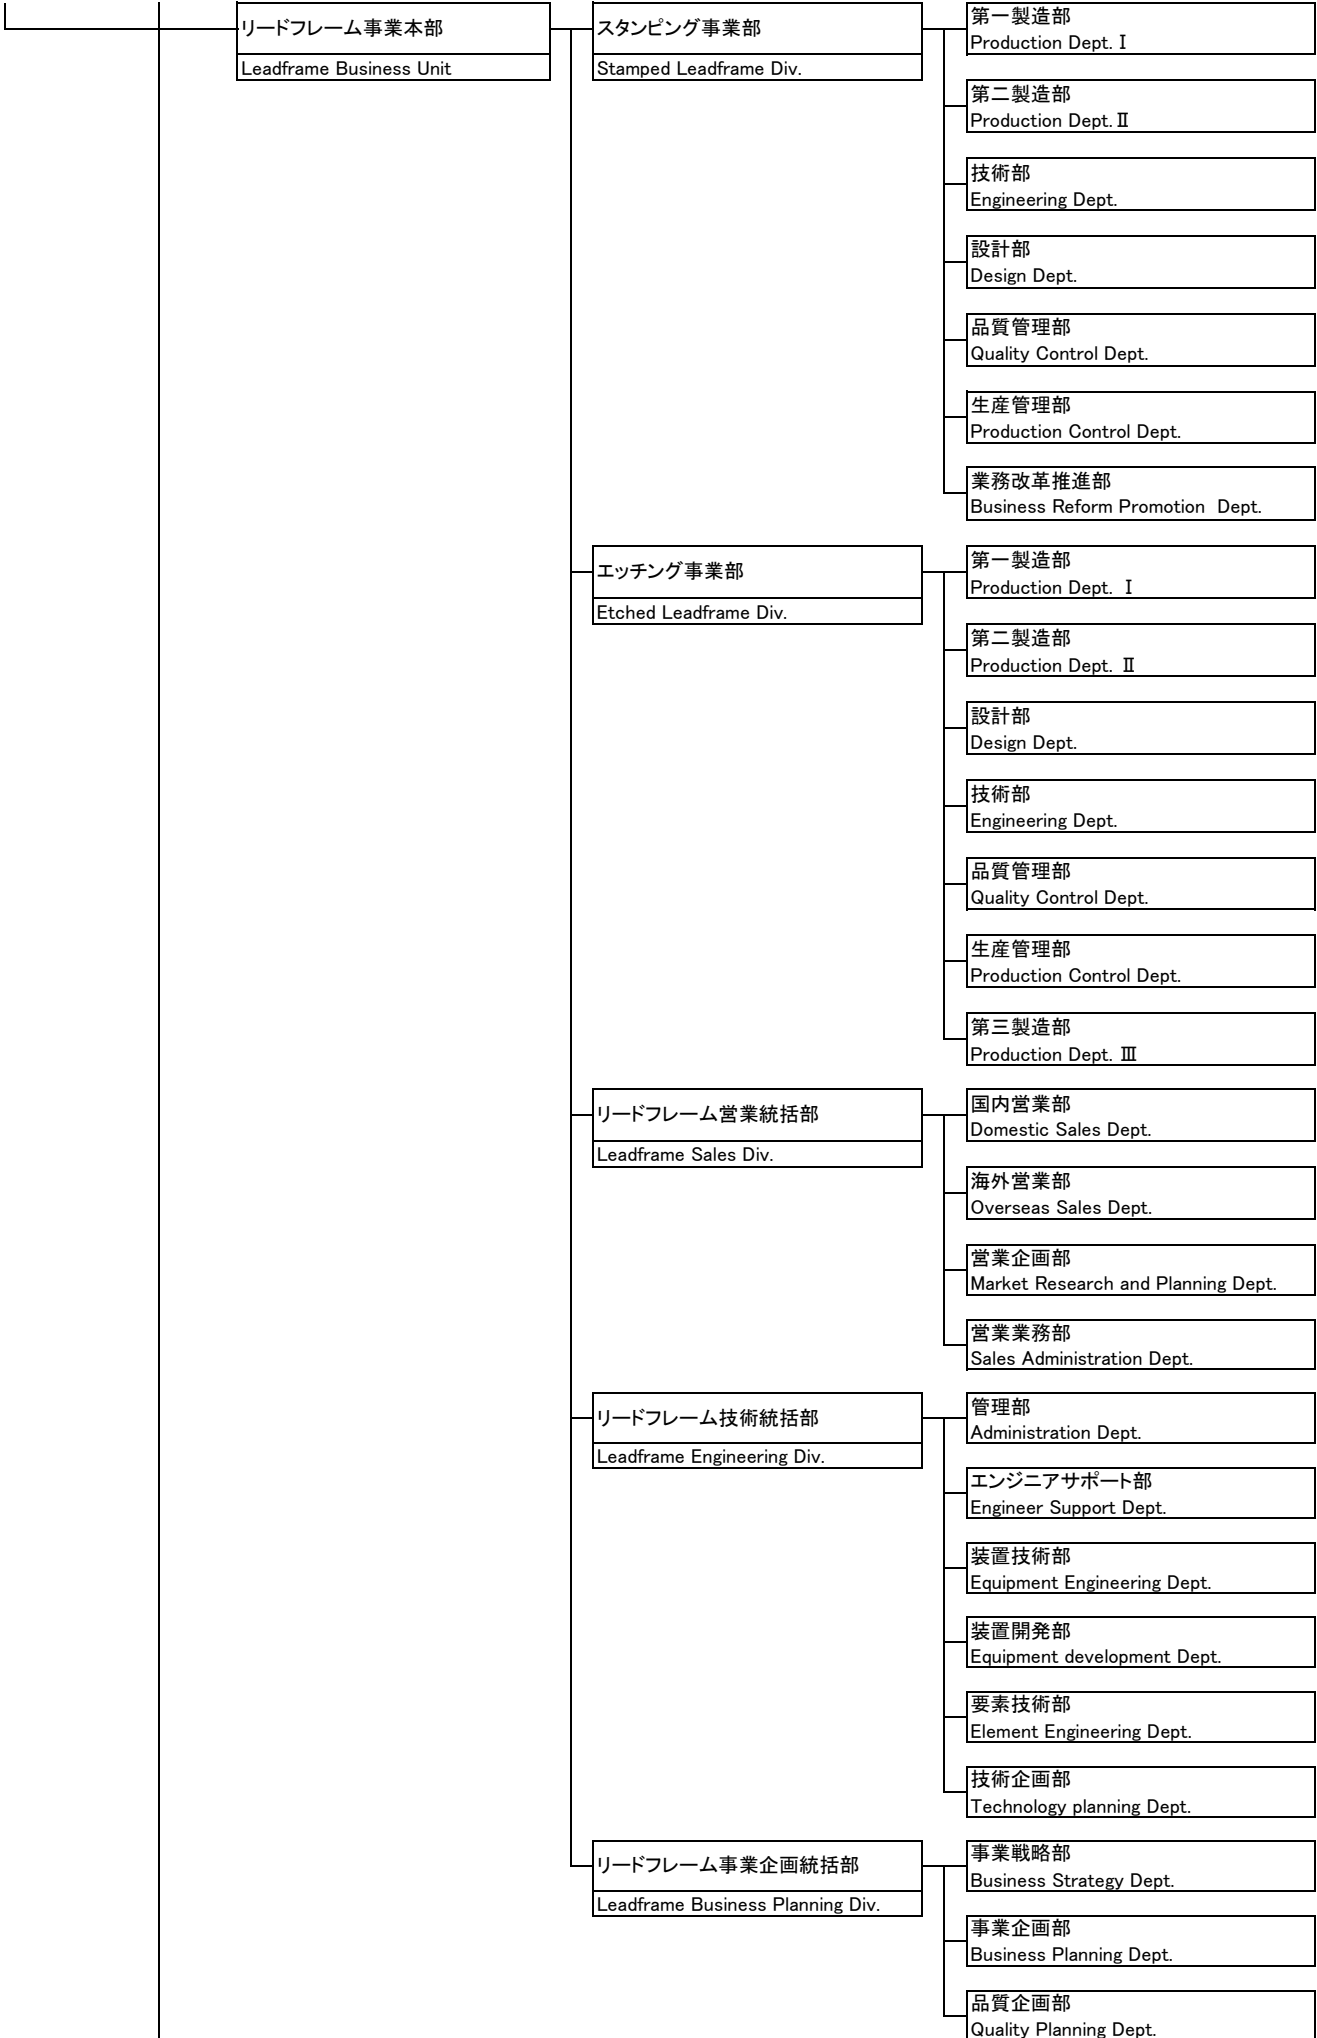 リードフレーム事業本部
Leadframe Business Unit
スタンピング事業部
Stamped Leadframe Div.
第一製造部
Production Dept. Ⅰ
第二製造部
Production Dept. Ⅱ
技術部
Engineering Dept.
設計部
Design Dept.
品質管理部
Quality Control Dept.
生産管理部
Production Control Dept.
業務改革推進部
Business Reform Promotion  Dept.
エッチング事業部
Etched Leadframe Div.
第一製造部
Production Dept.  Ⅰ
第二製造部
Production Dept.  Ⅱ
設計部
Design Dept.
技術部
Engineering Dept.
品質管理部
Quality Control Dept.
生産管理部
Production Control Dept.
第三製造部
Production Dept. Ⅲ
リードフレーム営業統括部
Leadframe Sales Div.
国内営業部
Domestic Sales Dept.
海外営業部
Overseas Sales Dept.
営業企画部
Market Research and Planning Dept.
営業業務部
Sales Administration Dept.
リードフレーム技術統括部
Leadframe Engineering Div.
管理部
Administration Dept.
エンジニアサポート部
Engineer Support Dept.
装置技術部
Equipment Engineering Dept.
装置開発部
Equipment development Dept.
要素技術部
Element Engineering Dept.
技術企画部
Technology planning Dept.
リードフレーム事業企画統括部
Leadframe Business Planning Div.
事業戦略部
Business Strategy Dept.
事業企画部
Business Planning Dept.
品質企画部
Quality Planning Dept.